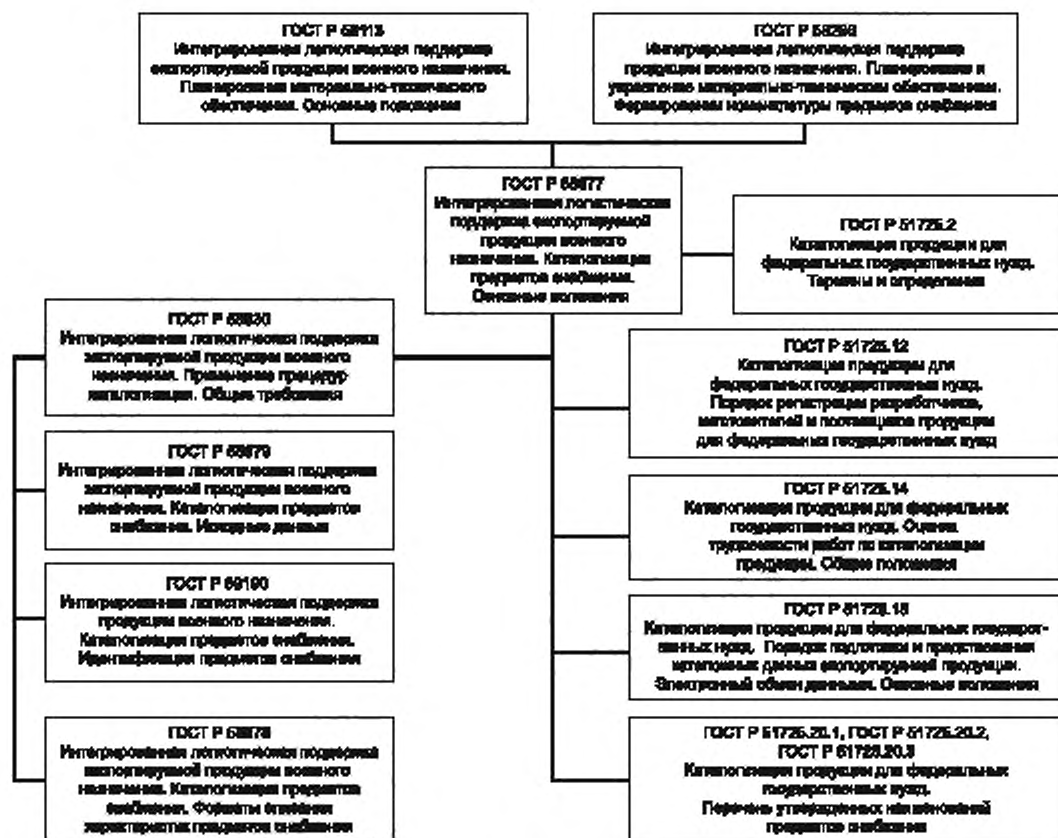 ГОСТ Р
Интегрированная логистическая поддержка
экспортируемой продукции военного назначения.
Планирование материально-технического
обеспечения. Основные положения
ГОСТ Р
Интегрированная логистическая поддержка
продукции военного назначения. Планирование и
управление материально-техническим обеспечением.
Формирование номенклатуры предметов снабжения
ГОСТ Р
Интегрированная логистическая
поддержка экспортируемой
продукции военного
назначения. Каталогизация
предметов снабжения.
Основные положения
ГОСТ Р 51725.2
Каталогизация продукции для
федеральных государственных нужд.
Термины и определения
ГОСТ Р
Интегрированная логистическая поддержка
экспортируемой продукции военного
назначения. Применение процедур
каталогизации. Общие требования
ГОСТ Р
Интегрированная логистическая поддержка
экспортируемой продукции военного
назначения. Каталогизация предметов
снабжения. Исходные данные
ГОСТ Р
Интегрированная логистическая поддержка
продукции военного назначения.
Каталогизация предметов снабжения.
Идентификация предметов снабжения
ГОСТ Р
Интегрированная логистическая поддержка
экспортируемой продукции военного
назначения. Каталогизация предметов
снабжения. Форматы описания
характеристик предметов снабжения
ГОСТ Р 51725.12
Каталогизация продукции для
федеральных государственных нужд.
Порядок регистрации разработчиков,
изготовителей и поставщиков продукции
для федеральных государственных нужд
ГОСТ Р 51725.14
Каталогизация продукции для федеральных
государственных нужд. Оценка
трудоемкости работ по каталогизации
продукции. Общие положения
ГОСТ Р
Каталогизация продукции для федеральных государст-
венных нужд. Порядок подготовки и представления
каталожных данных экспортируемой продукции.
Электронный обмен данными. Основные положения
ГОСТ Р 51725.20.1, ГОСТ Р 51725.20.2,
ГОСТ Р 51725.20.3
Каталогизация продукции для федеральных
государственных нужд.
Перечень утвержденных наименований
предметов снабжения